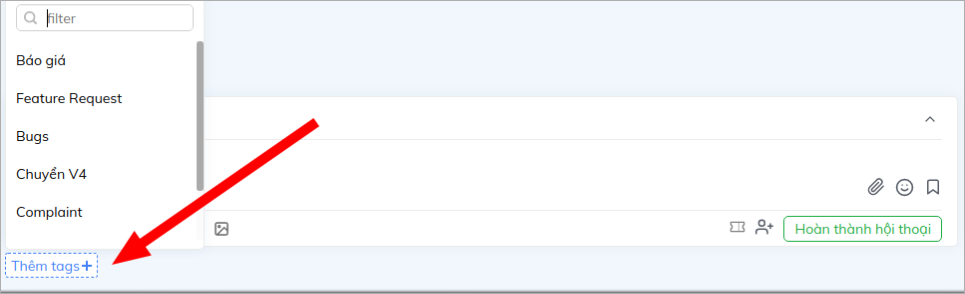 filter
Báo giá
Feature Request
Bugs
Chuyển V4
Complaint
Hoàn thành hội thoại
Thêm tags+